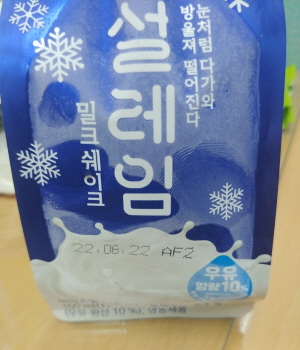 눈처럼 다가와
방울져 떨어진다
설레임
밀크쉐이크
22.08.22 AF2
우유
함량 10%